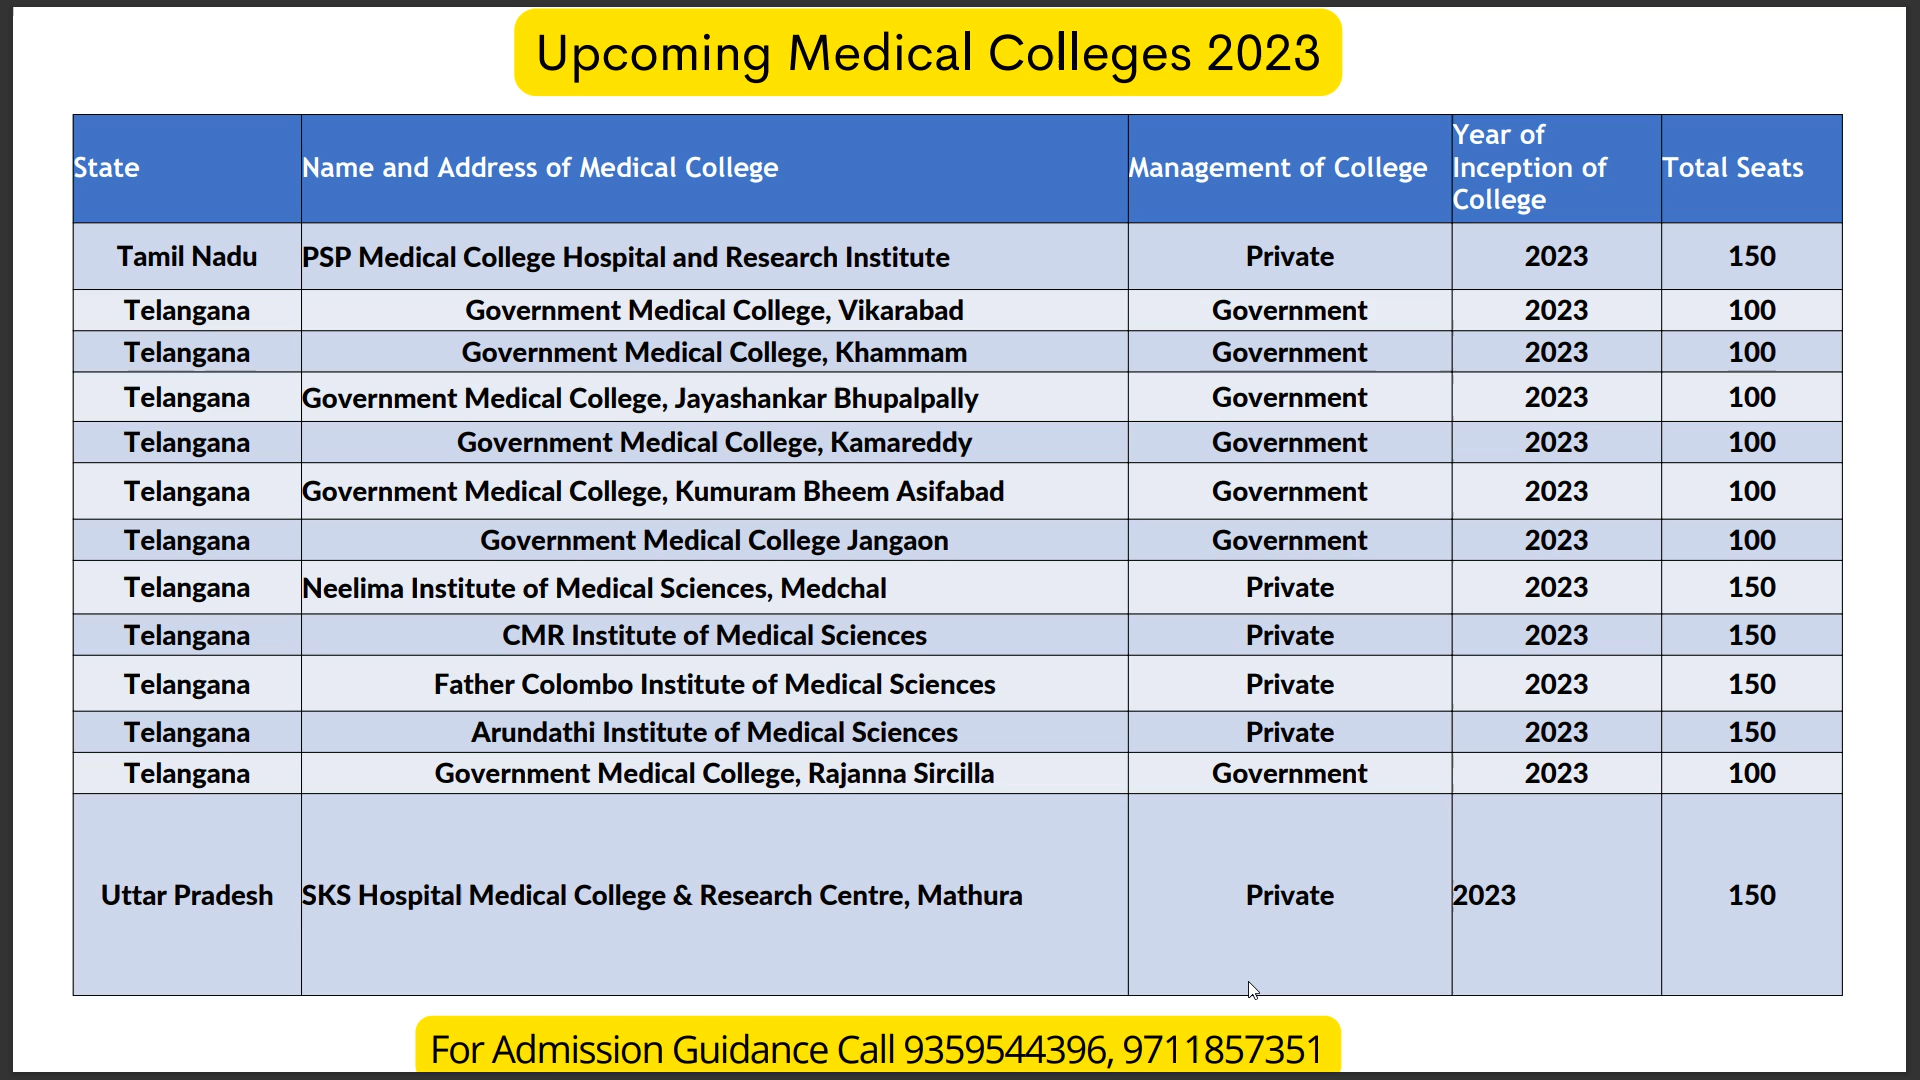 Upcoming Medical Colleges 2023
State Name and Address of Medical College Management of College Year of Inception of College Total Seats
Tamil Nadu PSP Medical College Hospital and Research Institute Private 2023 150
Telangana Government Medical College, Vikarabad Government 2023 100
Telangana Government Medical College, Khammam Government 2023 100
Telangana Government Medical College, Jayashankar Bhupalpally Government 2023 100
Telangana Government Medical College, Kamareddy Government 2023 100
Telangana Government Medical College, Kumuram Bheem Asifabad Government 2023 100
Telangana Government Medical College Jangaon Government 2023 100
Telangana Neelima Institute of Medical Sciences, Medchal Private 2023 150
Telangana CMR Institute of Medical Sciences Private 2023 150
Telangana Father Colombo Institute of Medical Sciences Private 2023 150
Telangana Arundathi Institute of Medical Sciences Private 2023 150
Telangana Government Medical College, Rajanna Sircilla Government 2023 100
Uttar Pradesh SKS Hospital Medical College & Research Centre, Mathura Private 2023 150
For Admission Guidance Call 9359544396, 9711857351